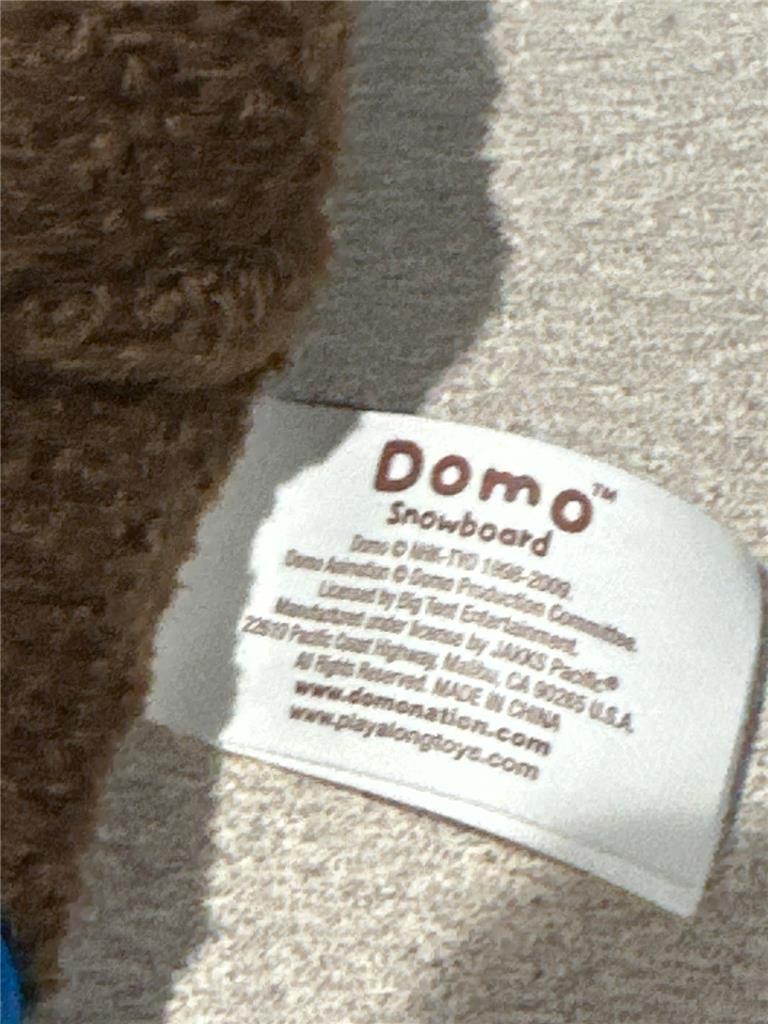 Domo™
Snowboard
Domo © NHK-TYO 1998-2009.
Domo Animation © Domo Production Committee.
Licensed by Big Tent Entertainment.
Manufactured under license by JAKKS Pacific®
22619 Pacific Coast Highway, Malibu, CA 90265 U.S.A.
All Rights Reserved. MADE IN CHINA
www.domonation.com
www.playalongtoys.com